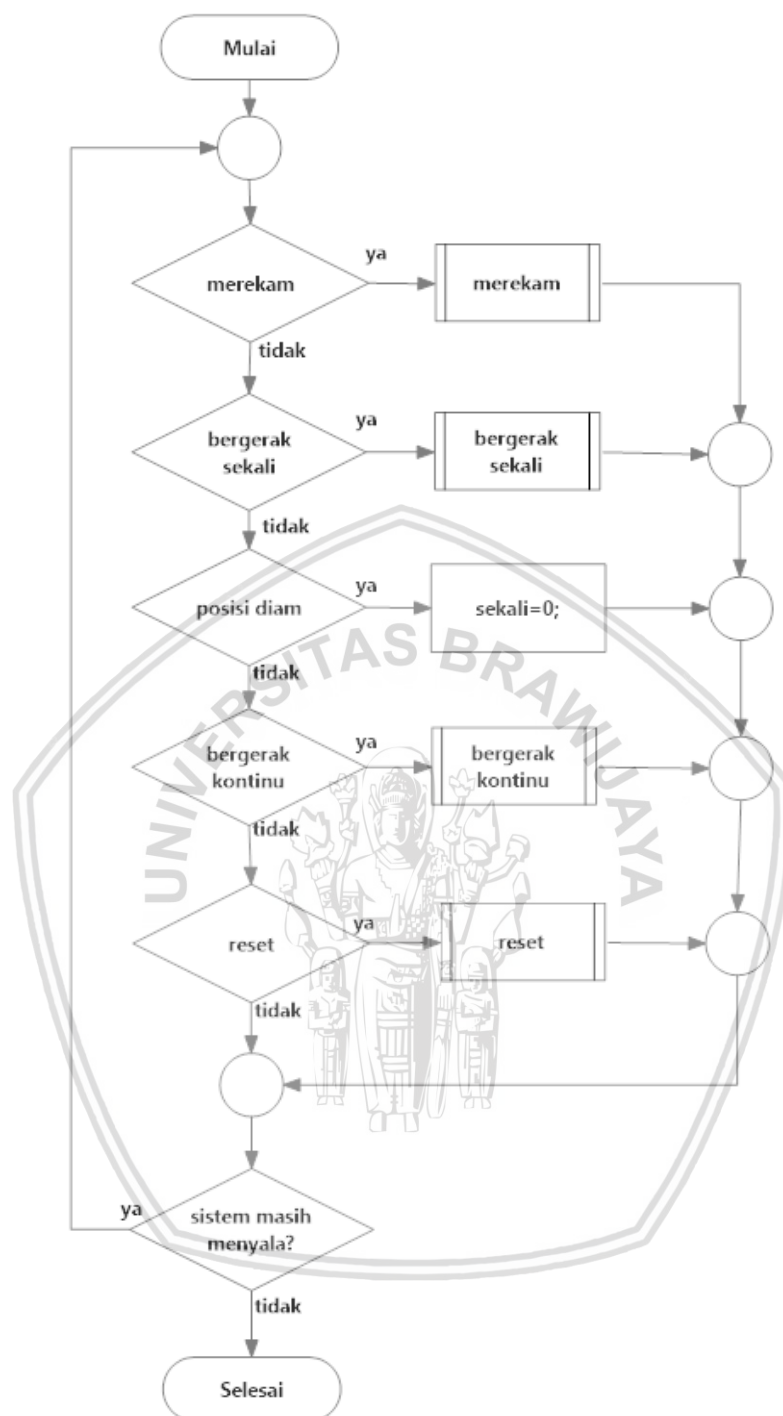 Mulai
merekam
ya
merekam
tidak
bergerak
sekali
ya
bergerak
sekali
tidak
posisi diam
ya
sekali=0;
tidak
bergerak
kontinu
ya
bergerak
kontinu
tidak
reset
ya
reset
tidak
sistem masih
menyala?
ya
tidak
Selesai
UNIVERSITAS BRAWIJAYA